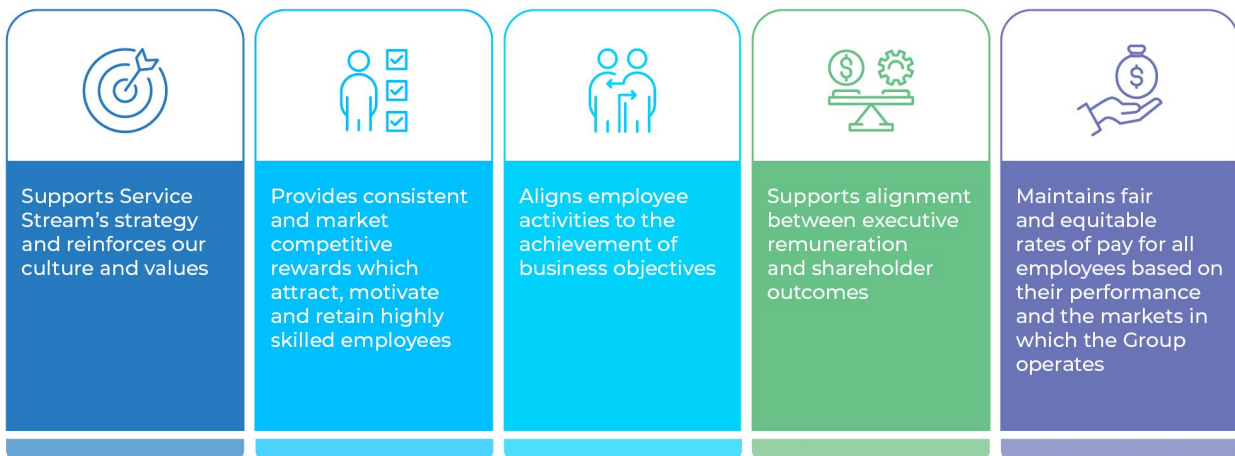 Supports Service
Stream's strategy
and reinforces our
culture and values
Provides consistent
and market
competitive
rewards which
attract, motivate
and retain highly
skilled employees
Aligns employee
activities to the
achievement of
business objectives
$
Supports alignment
between executive
remuneration
and shareholder
outcomes
$
Maintains fair
and equitable
rates of pay for all
employees based on
their performance
and the markets in
which the Group
operates